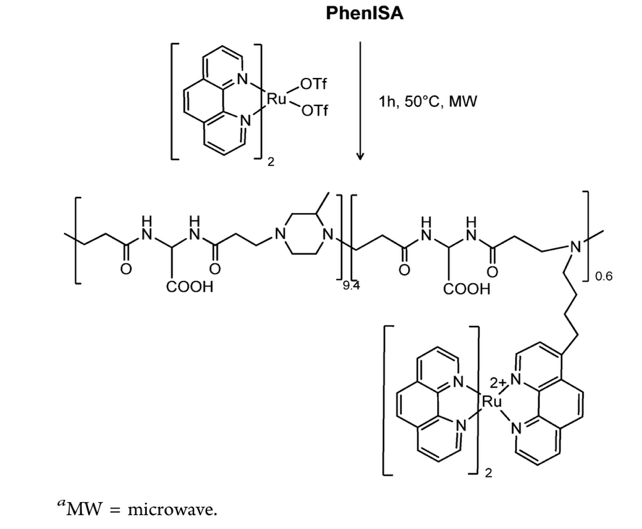 PhenISA
N
N
Ru
OTf
OTf
2
1h, 50°C, MW
H
N
H
N
O
COOH
O
N
N
9.4
H
N
H
N
O
COOH
O
N
0.6
N
N
2
2+
Ru
N
N
aMW = microwave.